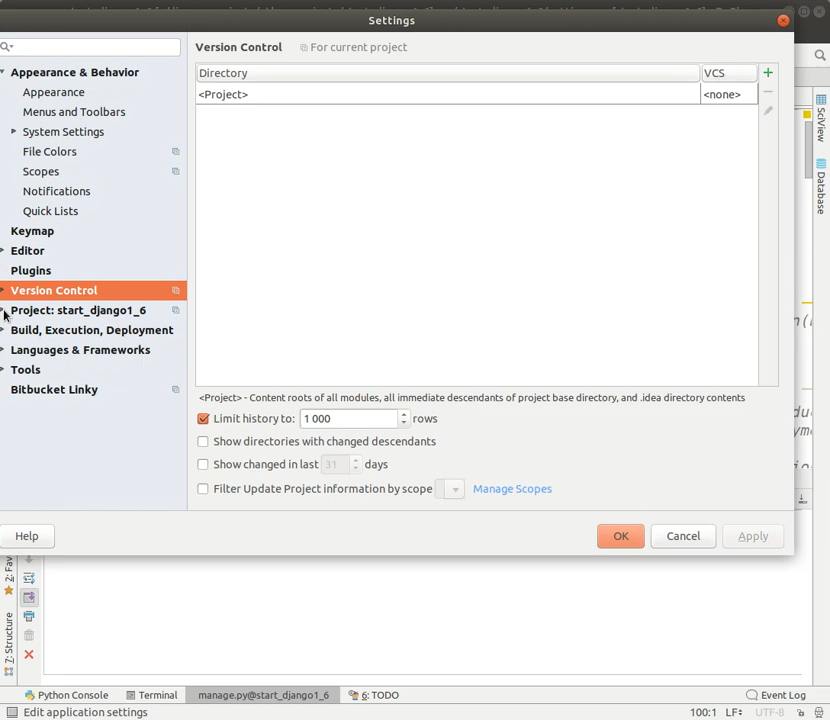 Settings
Version Control
For current project
Appearance & Behavior
Appearance
Menus and Toolbars
System Settings
File Colors
Scopes
Notifications
Quick Lists
Keymap
Editor
Plugins
Version Control
Project: start_django1_6
Build, Execution, Deployment
Languages & Frameworks
Tools
Bitbucket Linky
Directory
VCS
<Project>
<none>
<Project> - Content roots of all modules, all immediate descendants of project base directory, and .idea directory contents
Limit history to: 1 000 rows
Show directories with changed descendants
Show changed in last 31 days
Filter Update Project information by scope
Manage Scopes
Help
OK
Cancel
Apply
SciView
Database
2: Fav
7: Structure
Python Console
Terminal
manage.py@start_django1_6
6: TODO
Event Log
Edit application settings
100:1
LF
UTF-8